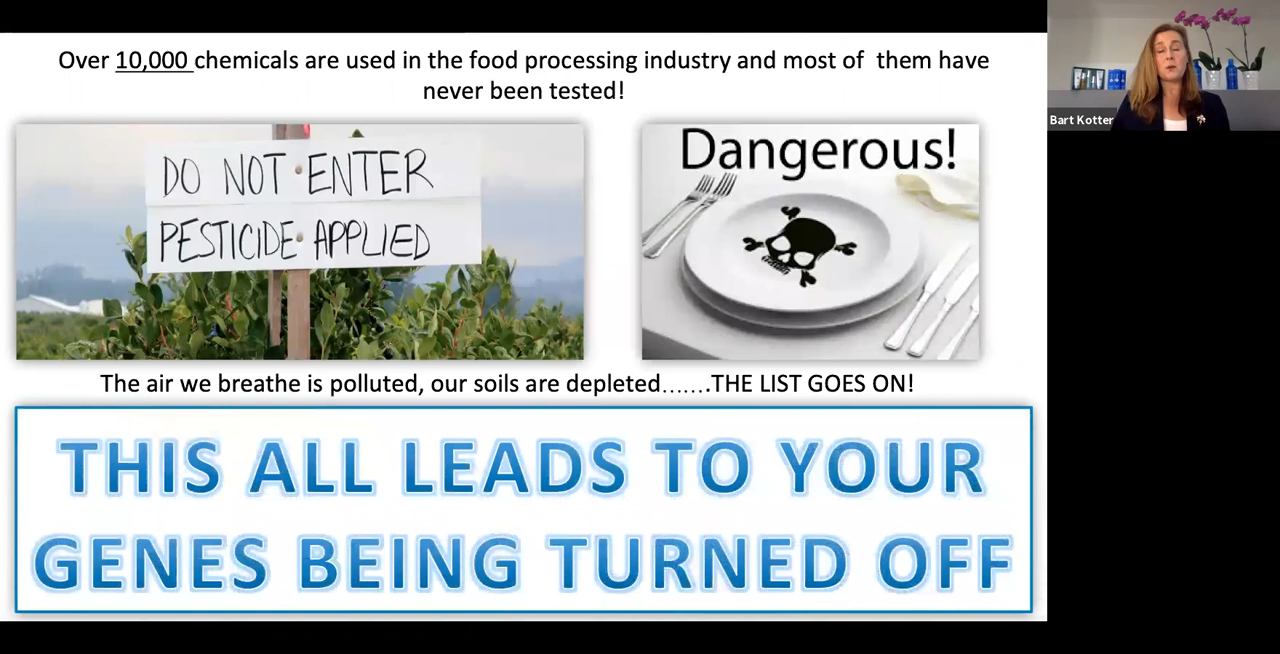 Over 10,000 chemicals are used in the food processing industry and most of them have
never been tested!
DO NOT ENTER
PESTICIDE APPLIED
Dangerous!
The air we breathe is polluted, our soils are depleted…….THE LIST GOES ON!
THIS ALL LEADS TO YOUR
GENES BEING TURNED OFF
Bart Kotter